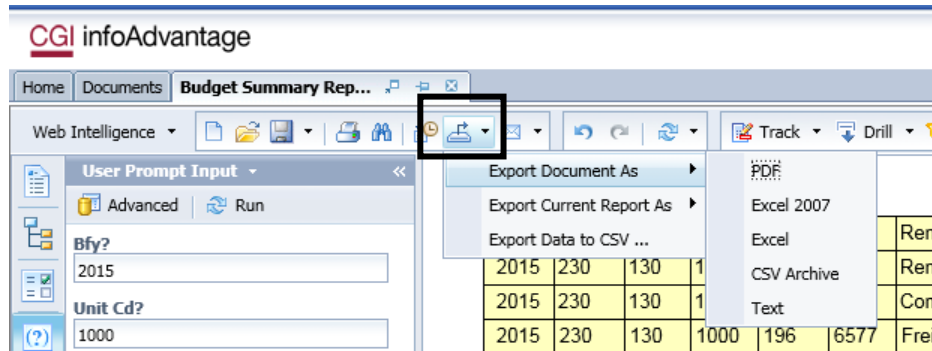 CGI infoAdvantage
Home Documents Budget Summary Rep...
Web Intelligence Track Drill
User Prompt Input «
Advanced Run
Bfy?
2015
Unit Cd?
1000
Export Document As
Export Current Report As
Export Data to CSV ...
PDF
Excel 2007
Excel
CSV Archive
Text
2015 230 130
2015 230 130
2015 230 130 1000 196 6577